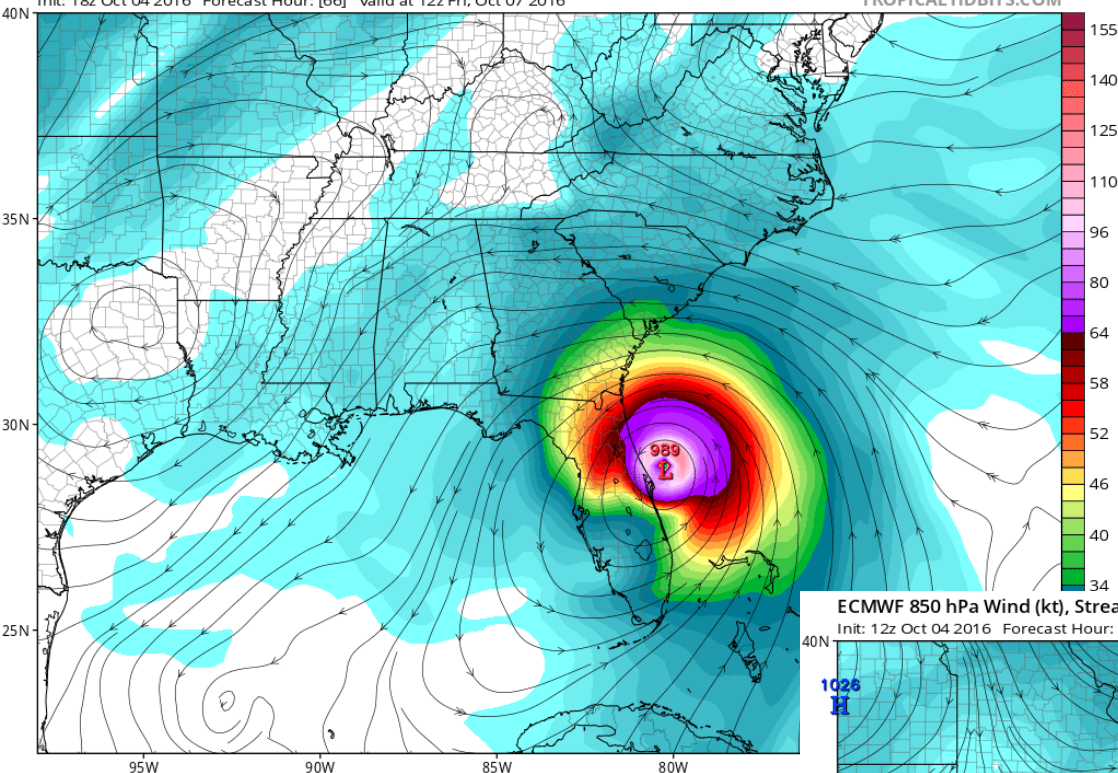 Init: 18z Oct 04 2016 Forecast Hour: [66] valid at 12z Fri, Oct 07 2016
TROPICALTIDBITS.COM
40N
35N
30N
25N
95W
90W
85W
80W
155
140
125
110
96
80
64
58
52
46
40
34
989
L
ECMWF 850 hPa Wind (kt), Strea
Init: 12z Oct 04 2016 Forecast Hour:
40N
1026
H